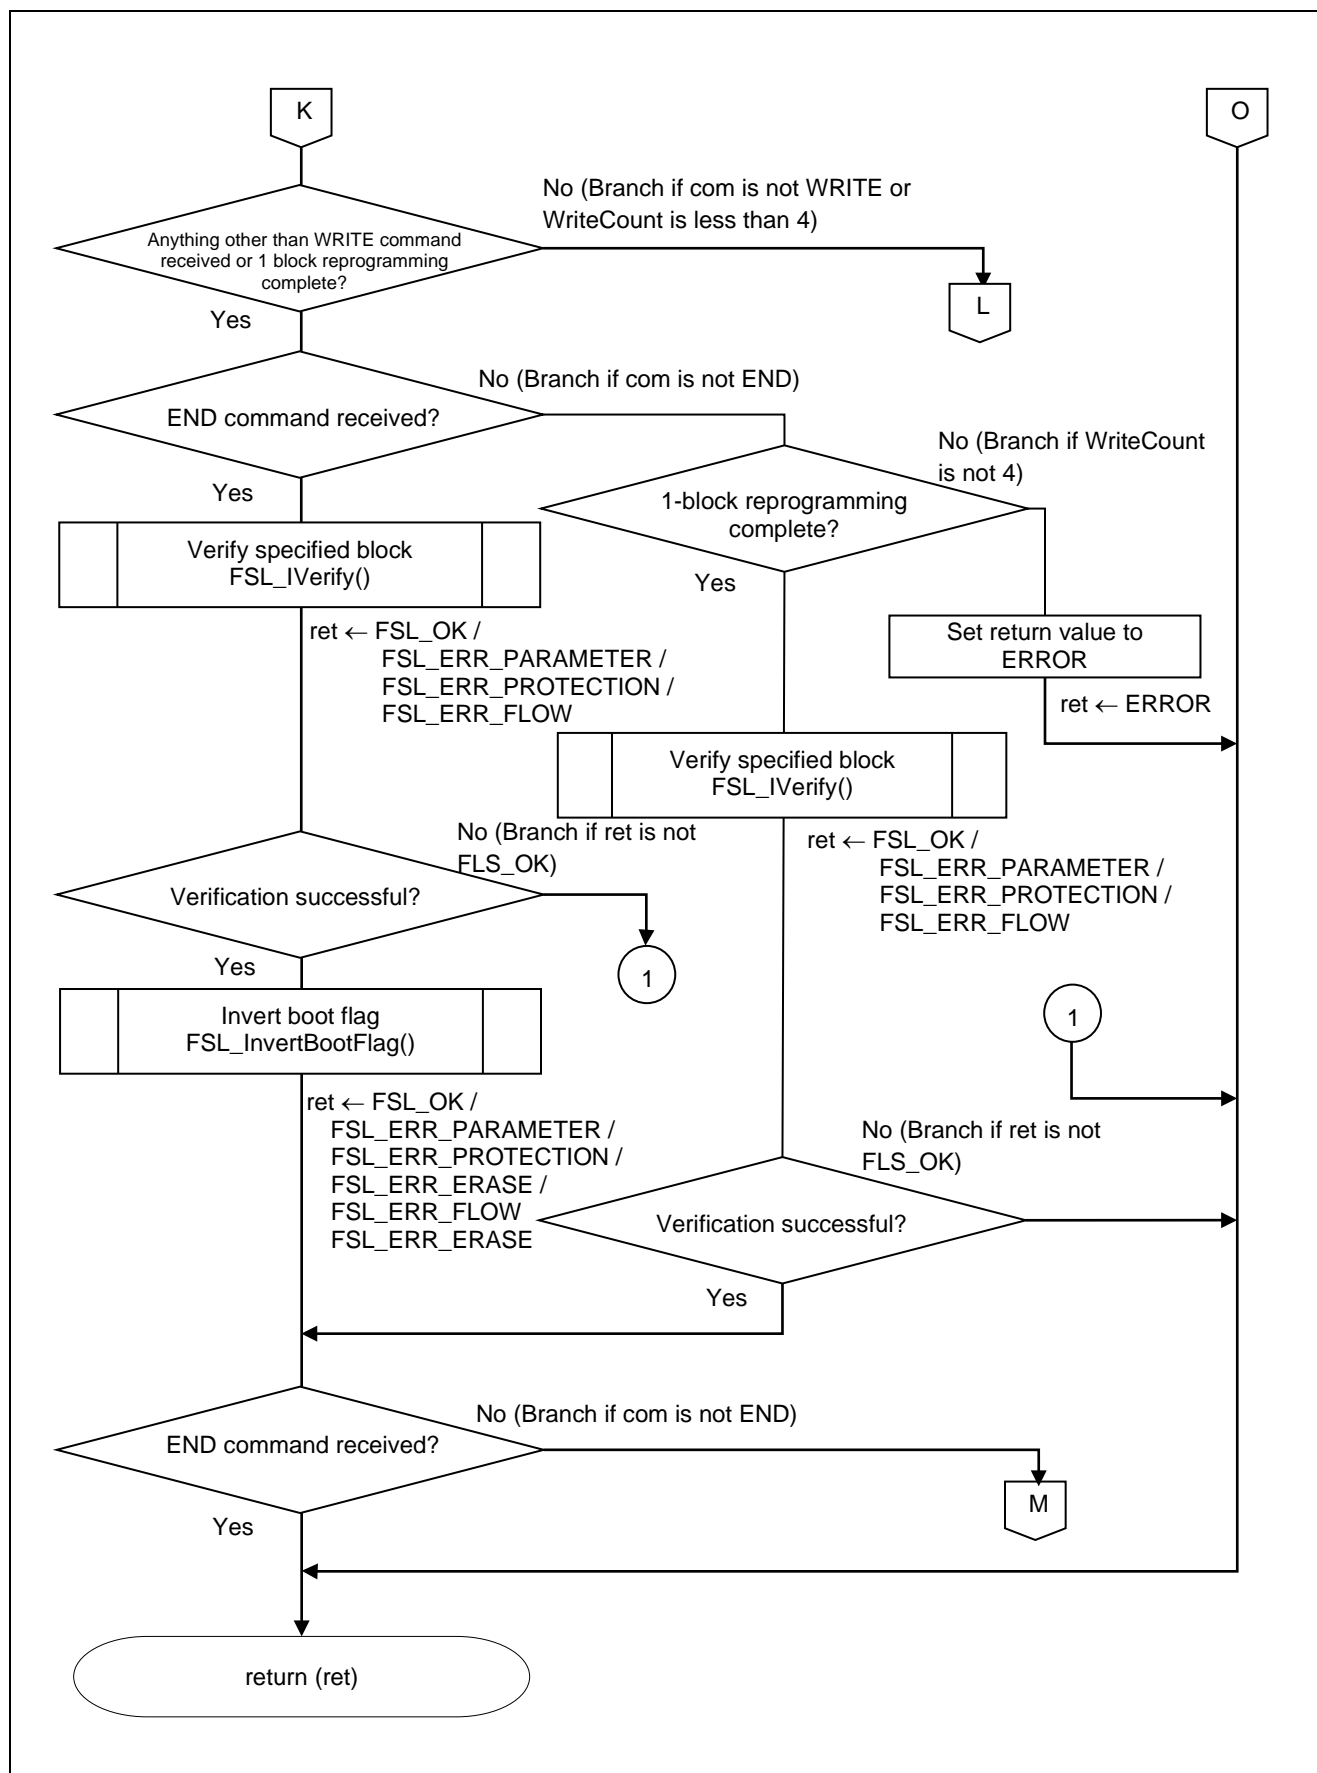 K
O
No (Branch if com is not WRITE or
WriteCount is less than 4)
Anything other than WRITE command
received or 1 block reprogramming
complete?
L
Yes
No (Branch if com is not END)
END command received?
No (Branch if WriteCount
is not 4)
Yes
1-block reprogramming
complete?
Verify specified block
FSL_IVerify()
Yes
ret ← FSL_OK /
FSL_ERR_PARAMETER /
FSL_ERR_PROTECTION /
FSL_ERR_FLOW
Set return value to
ERROR
ret ← ERROR
Verify specified block
FSL_IVerify()
No (Branch if ret is not
FLS_OK)
ret ← FSL_OK /
FSL_ERR_PARAMETER /
FSL_ERR_PROTECTION /
FSL_ERR_FLOW
Verification successful?
Yes
1
Invert boot flag
FSL_InvertBootFlag()
1
ret ← FSL_OK /
FSL_ERR_PARAMETER /
FSL_ERR_PROTECTION /
FSL_ERR_ERASE /
FSL_ERR_FLOW
FSL_ERR_ERASE
No (Branch if ret is not
FLS_OK)
Verification successful?
Yes
No (Branch if com is not END)
END command received?
M
Yes
return (ret)